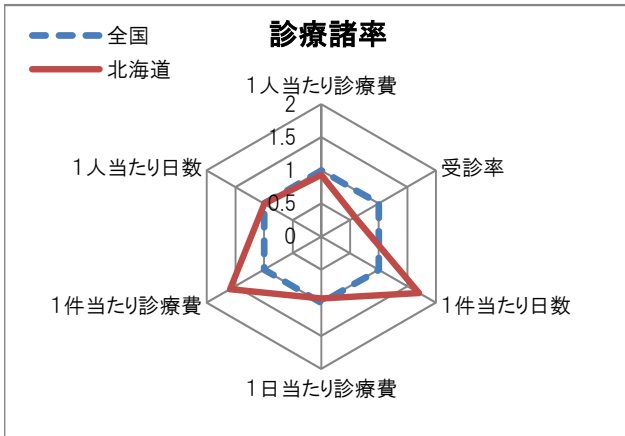 診療諸率
全国
北海道
1人当たり診療費
2
1.5
1
0.5
0
1人当たり日数
受診率
1件当たり診療費
1件当たり日数
1日当たり診療費